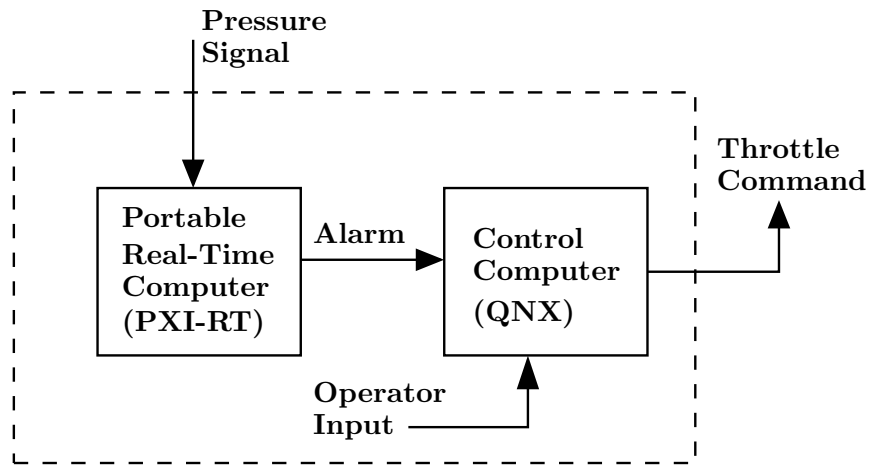 Pressure
Signal
Throttle
Command
Portable
Real-Time
Computer
(PXI-RT)
Alarm
Control
Computer
(QNX)
Operator
Input